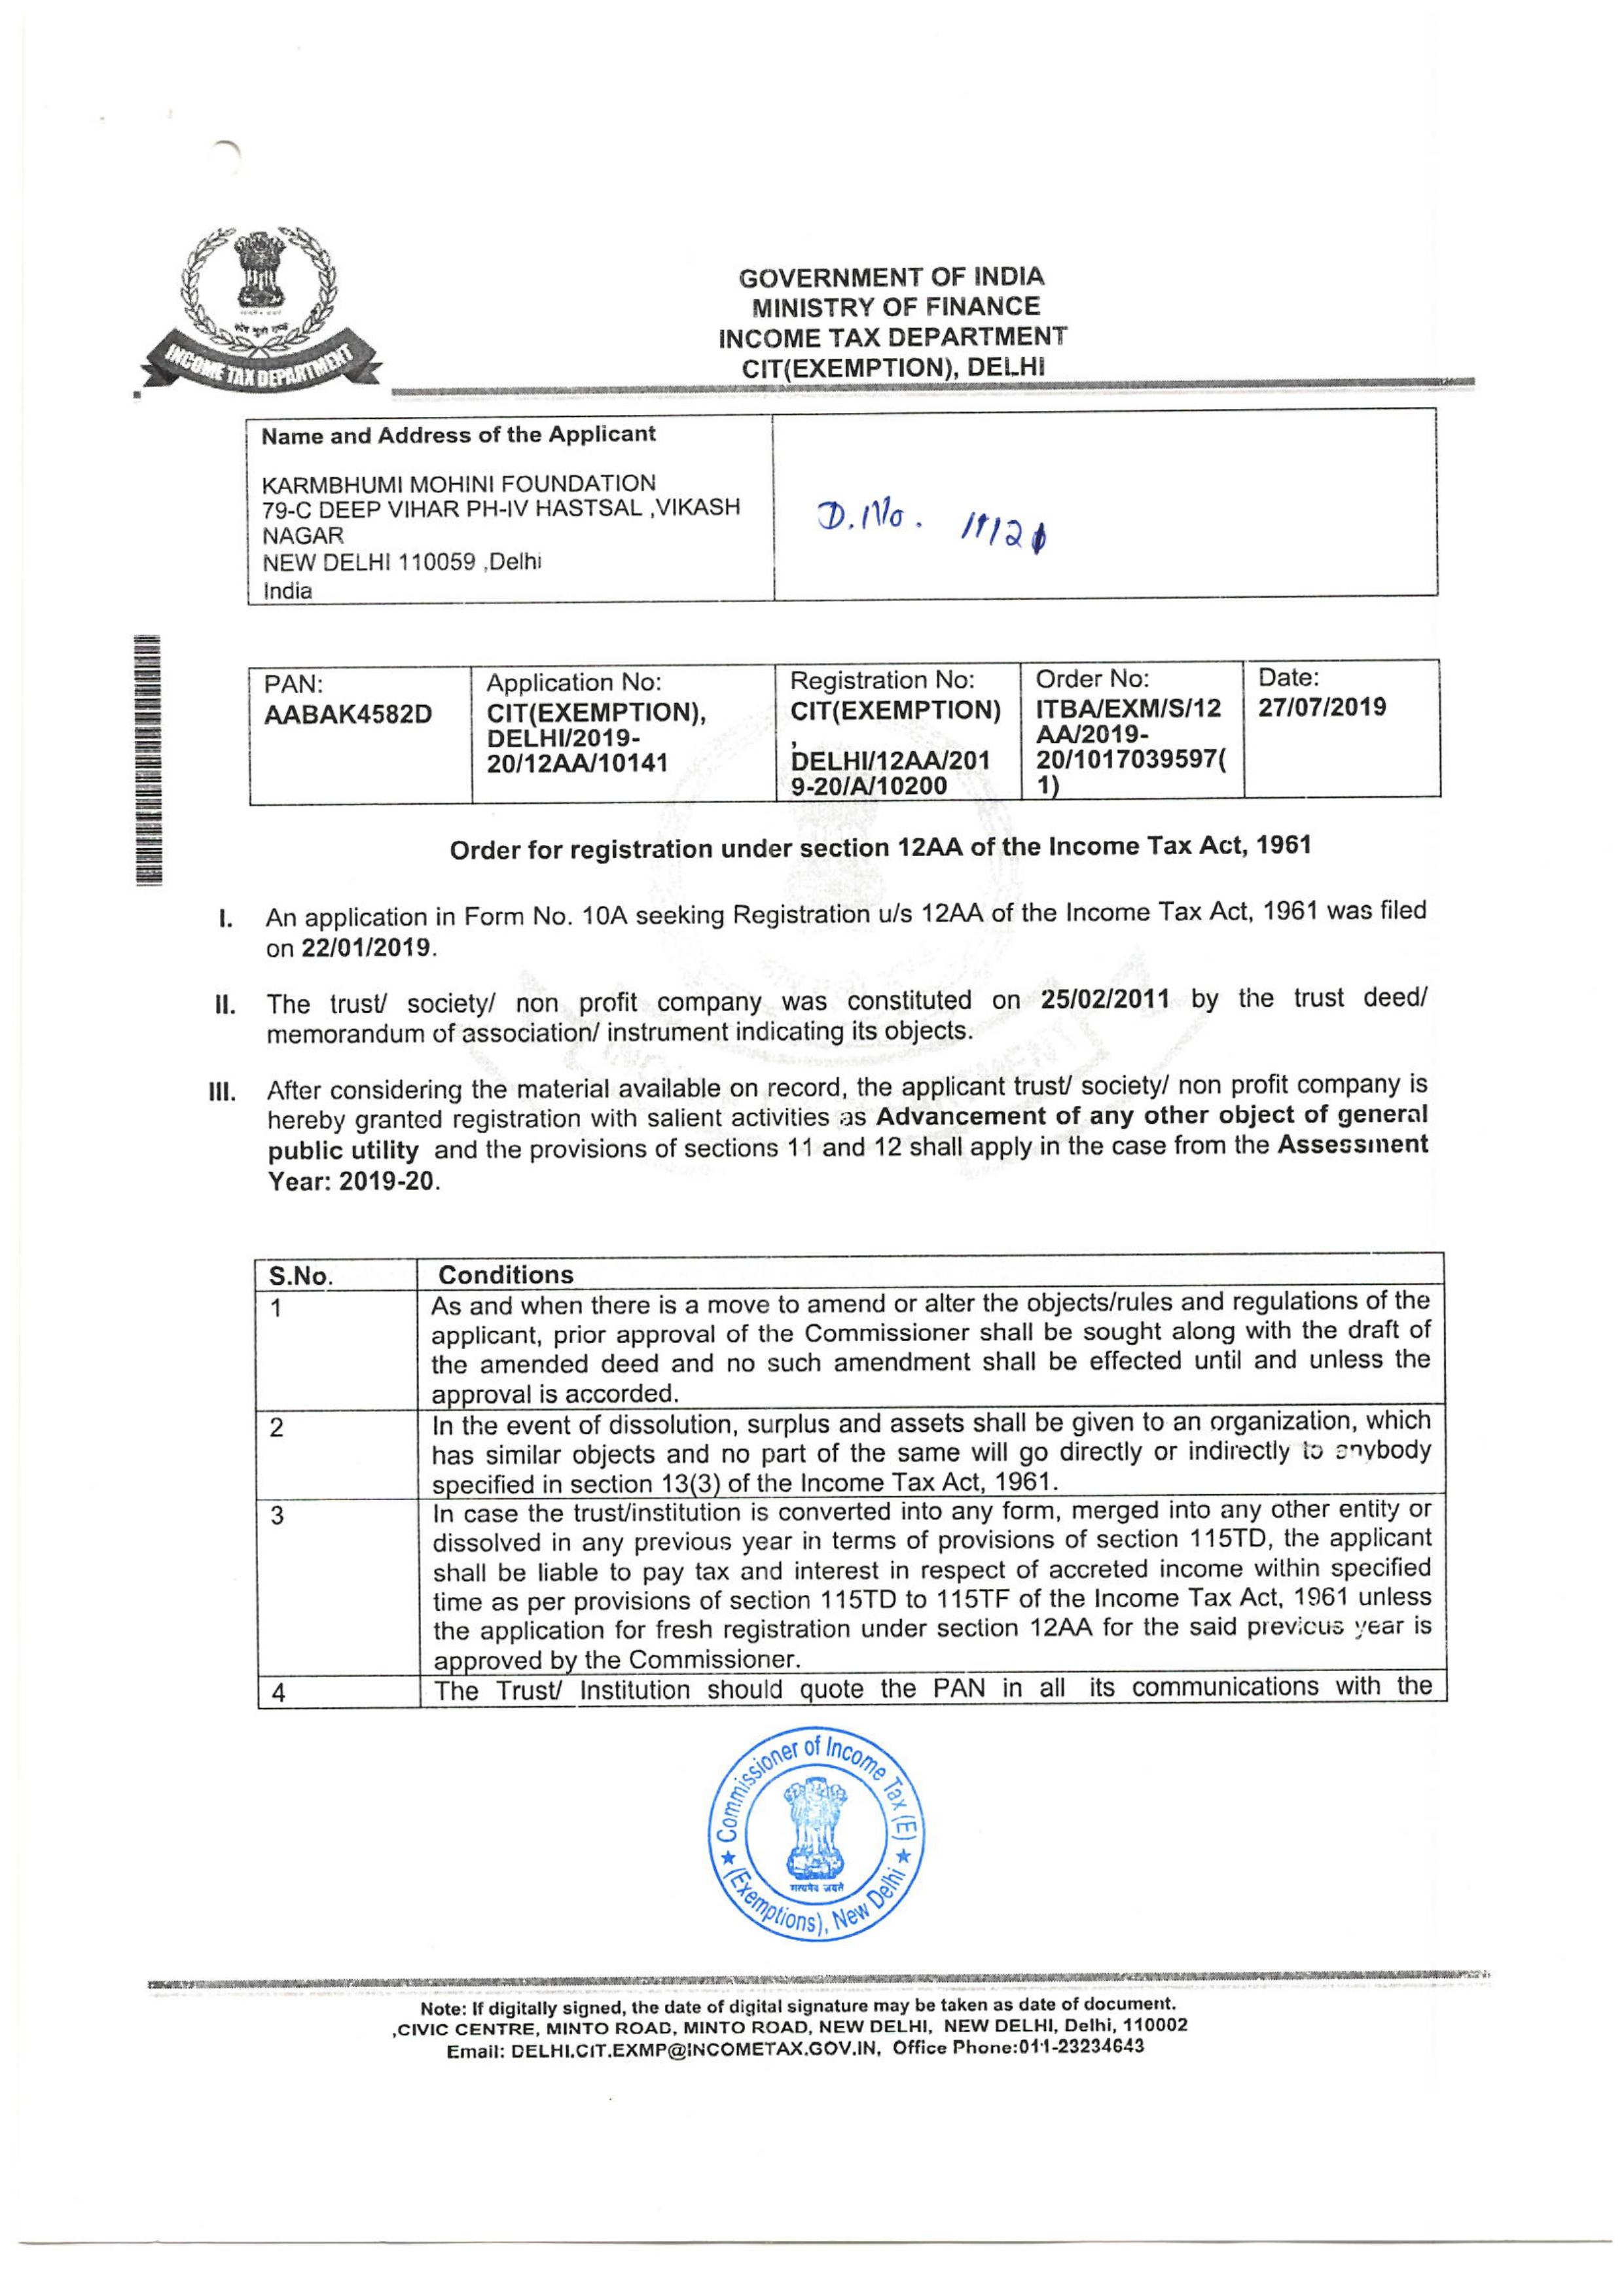 INCOME TAX DEPARTMENT
GOVERNMENT OF INDIA
MINISTRY OF FINANCE
INCOME TAX DEPARTMENT
CIT(EXEMPTION), DELHI
Name and Address of the Applicant
KARMBHUMI MOHINI FOUNDATION
79-C DEEP VIHAR PH-IV HASTSAL ,VIKASH
NAGAR
NEW DELHI 110059 ,Delhi
India
D.No.
PAN:
AABAK4582D
Application No:
CIT(EXEMPTION),
DELHI/2019-
20/12AA/10141
Registration No:
CIT(EXEMPTION)
,
DELHI/12AA/201
9-20/A/10200
Order No:
ITBA/EXM/S/12
AA/2019-
20/1017039597(
1)
Date:
27/07/2019
Order for registration under section 12AA of the Income Tax Act, 1961
I. An application in Form No. 10A seeking Registration u/s 12AA of the Income Tax Act, 1961 was filed
on 22/01/2019.
II. The trust/ society/ non profit company was constituted on 25/02/2011 by the trust deed/
memorandum of association/ instrument indicating its objects.
III. After considering the material available on record, the applicant trust/ society/ non profit company is
hereby granted registration with salient activities as Advancement of any other object of general
public utility and the provisions of sections 11 and 12 shall apply in the case from the Assessment
Year: 2019-20.
S.No. Conditions
1 As and when there is a move to amend or alter the objects/rules and regulations of the
applicant, prior approval of the Commissioner shall be sought along with the draft of
the amended deed and no such amendment shall be effected until and unless the
approval is accorded.
2 In the event of dissolution, surplus and assets shall be given to an organization, which
has similar objects and no part of the same will go directly or indirectly to anybody
specified in section 13(3) of the Income Tax Act, 1961.
3 In case the trust/institution is converted into any form, merged into any other entity or
dissolved in any previous year in terms of provisions of section 115TD, the applicant
shall be liable to pay tax and interest in respect of accreted income within specified
time as per provisions of section 115TD to 115TF of the Income Tax Act, 1961 unless
the application for fresh registration under section 12AA for the said previous year is
approved by the Commissioner.
4 The Trust/ Institution should quote the PAN in all its communications with the
Commissioner of Income Tax (E)
सत्यमेव जयते
(Exemptions), New Delhi
Note: If digitally signed, the date of digital signature may be taken as date of document.
,CIVIC CENTRE, MINTO ROAD, MINTO ROAD, NEW DELHI, NEW DELHI, Delhi, 110002
Email: DELHI.CIT.EXMP@INCOMETAX.GOV.IN, Office Phone:011-23234643